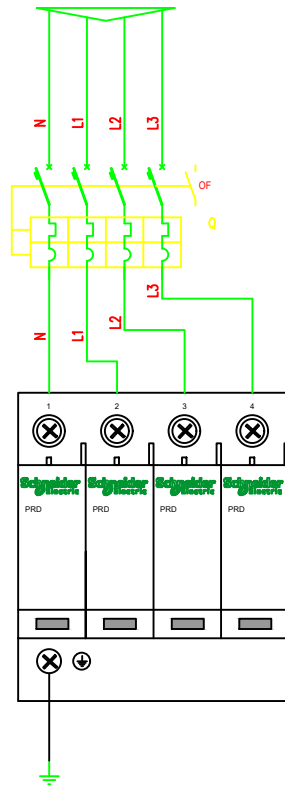 N L1 L2 L3
OF
Q
N L1 L2 L3
1 2 3 4
Schneider Schneider Schneider Schneider
Electric Electric Electric Electric
PRD PRD PRD PRD